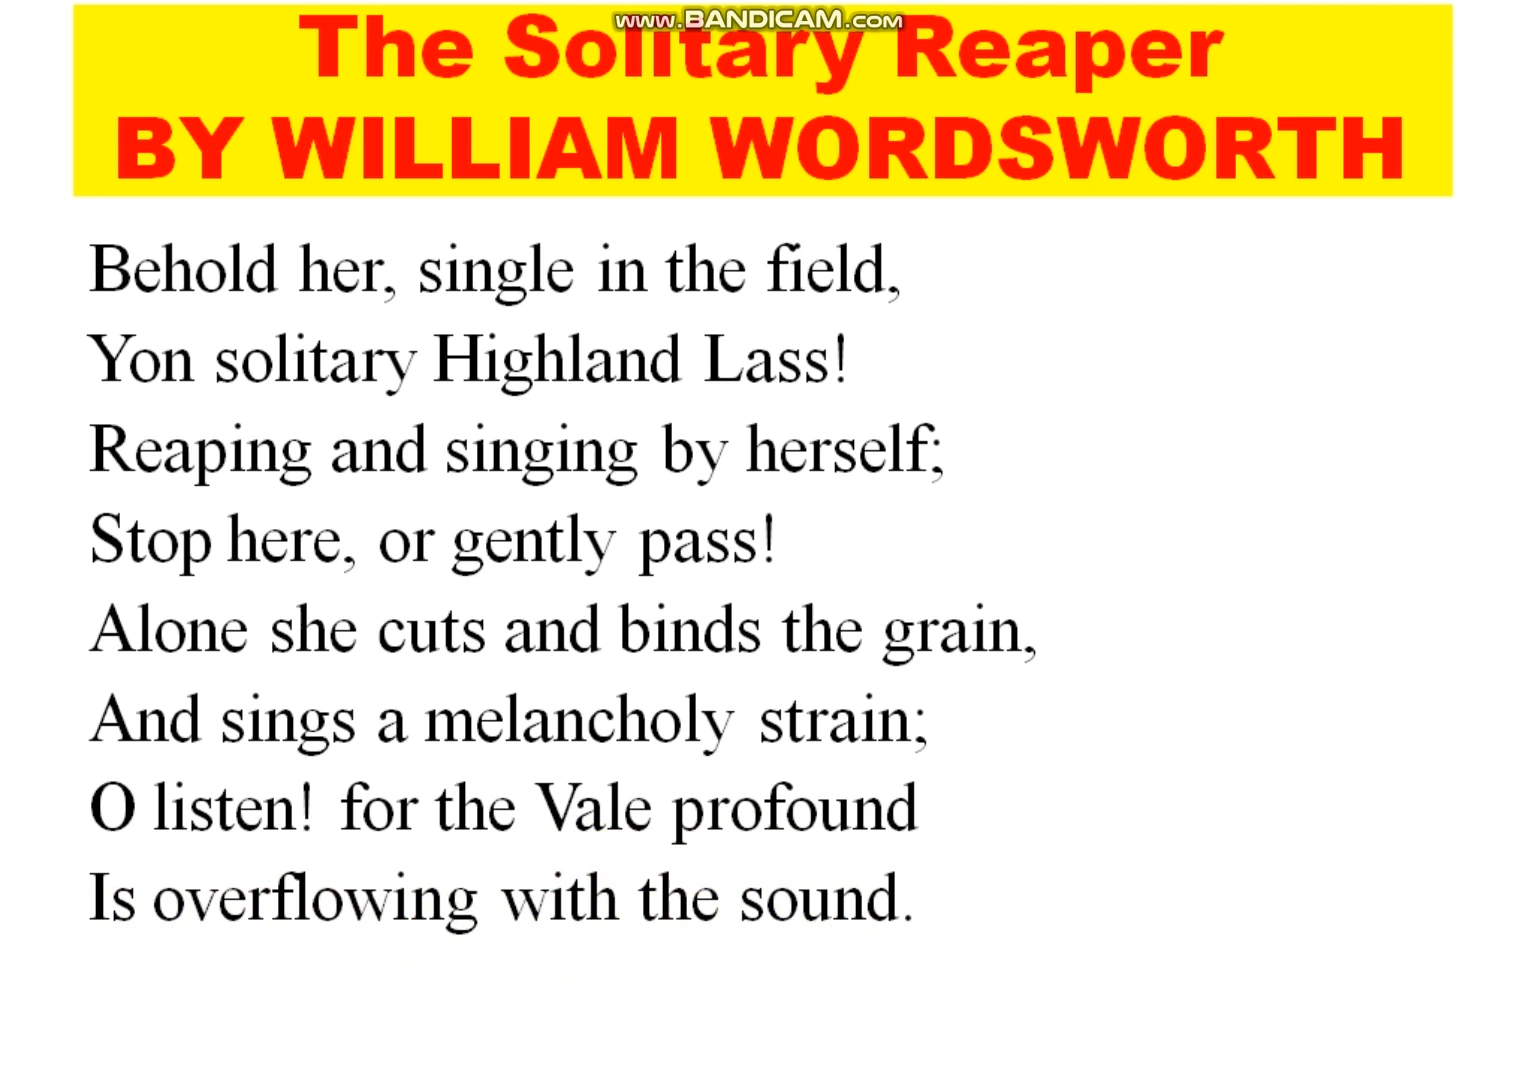 www.BANDICAM.com
The Solitary Reaper
BY WILLIAM WORDSWORTH
Behold her, single in the field,
Yon solitary Highland Lass!
Reaping and singing by herself;
Stop here, or gently pass!
Alone she cuts and binds the grain,
And sings a melancholy strain;
O listen! for the Vale profound
Is overflowing with the sound.